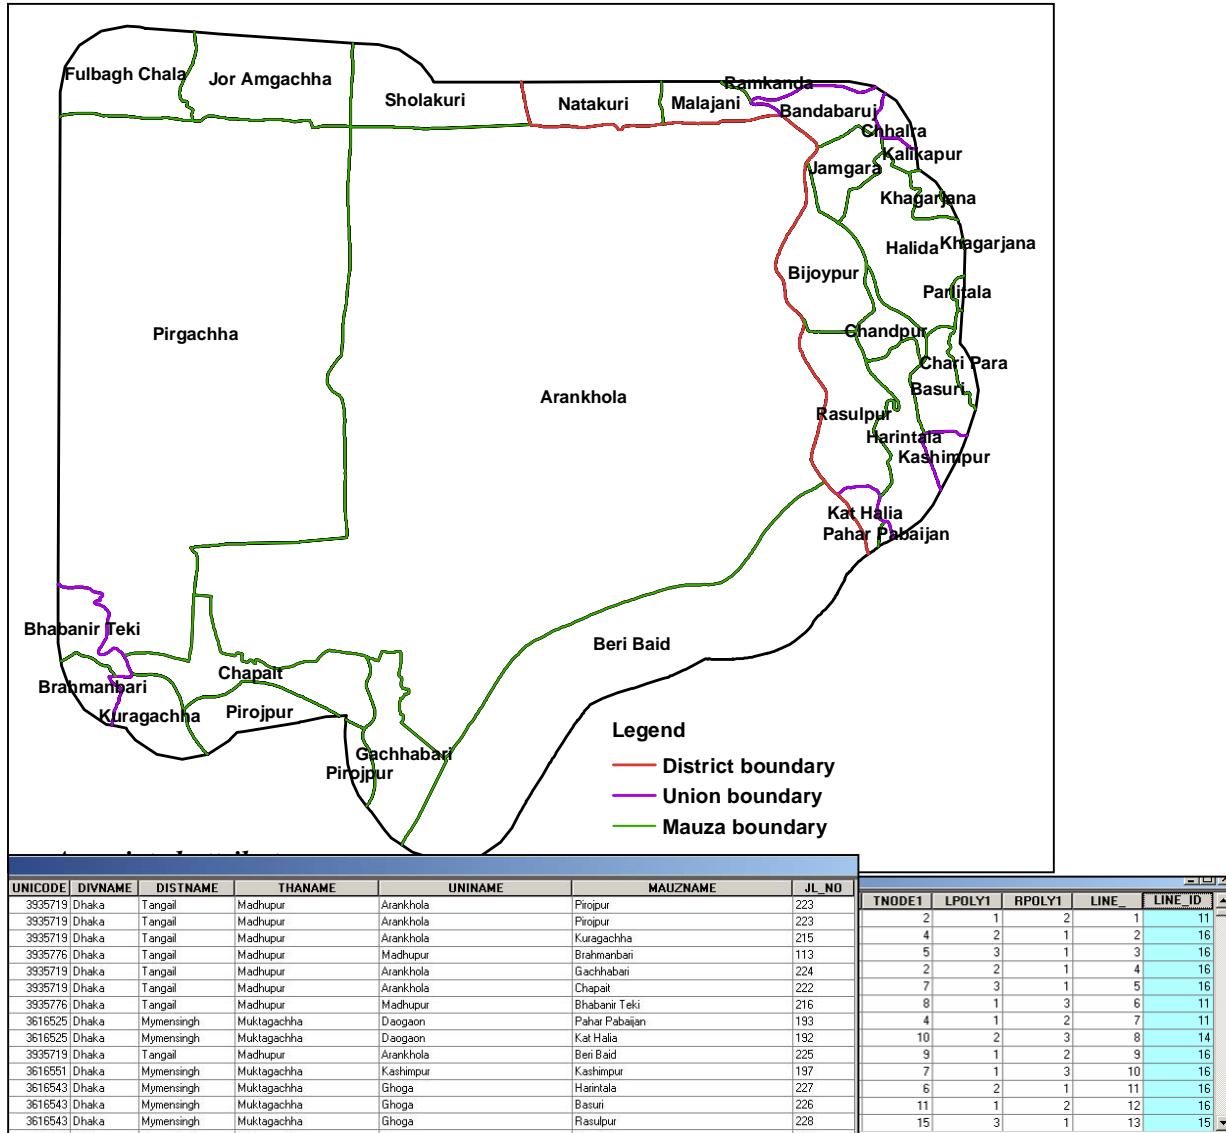 Fulbagh Chala
Jor Amgachha
Sholakuri
Natakuri
Malajani
Ramkanda
Bandabaruj
Chhalra
Kalikapur
Jamgara
Khagarjana
Halida
Khagarjana
Bijoypur
Parlitala
Chandpur
Pirgachha
Chari Para
Basuri
Arankhola
Rasulpur
Harintala
Kashimpur
Kat Halia
Pahar Pabaijan
Bhabanir Teki
Beri Baid
Chapait
Brahmanbari
Kuragachha
Pirojpur
Gachhabari
Pirojpur
Legend
District boundary
Union boundary
Mauza boundary
UNICODE DIVNAME DISTNAME THANAME UNINAME MAUZNAME JL_NO
3935719 Dhaka Tangail Madhupur Arankhola Pirojpur 223
3935719 Dhaka Tangail Madhupur Arankhola Pirojpur 223
3935719 Dhaka Tangail Madhupur Arankhola Kuragachha 215
3935776 Dhaka Tangail Madhupur Madhupur Brahmanbari 113
3935719 Dhaka Tangail Madhupur Arankhola Gachhabari 224
3935719 Dhaka Tangail Madhupur Arankhola Chapait 222
3935776 Dhaka Tangail Madhupur Madhupur Bhabanir Teki 216
3616525 Dhaka Mymensingh Muktagachha Daogaon Pahar Pabaijan 193
3616525 Dhaka Mymensingh Muktagachha Daogaon Kat Halia 192
3935719 Dhaka Tangail Madhupur Arankhola Beri Baid 225
3616551 Dhaka Mymensingh Muktagachha Kashimpur Kashimpur 197
3616543 Dhaka Mymensingh Muktagachha Ghoga Harintala 227
3616543 Dhaka Mymensingh Muktagachha Ghoga Basuri 226
3616543 Dhaka Mymensingh Muktagachha Ghoga Rasulpur 228
TNODE1 LPOLY1 RPOLY1 LINE_ LINE_ID
2 1 2 1 11
4 2 1 2 16
5 3 1 3 16
2 2 1 4 16
7 3 1 5 16
8 1 3 6 11
4 1 2 7 11
10 2 3 8 14
9 1 2 9 16
7 1 3 10 16
6 2 1 11 16
11 1 2 12 16
15 3 1 13 15